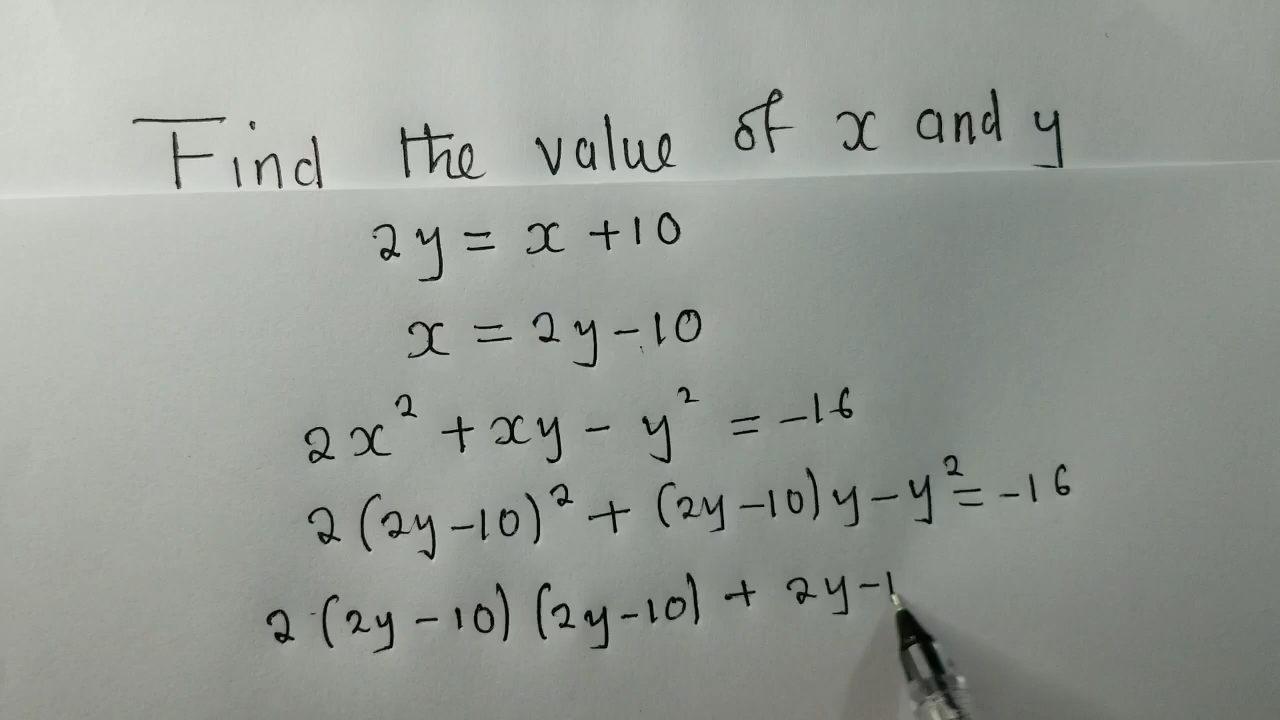 Find the value of x and y
2y = x + 10
x = 2y - 10
2x² + xy - y² = -16
2(2y - 10)² + (2y - 10)y - y² = -16
2(2y - 10)(2y - 10) + 2y - 1